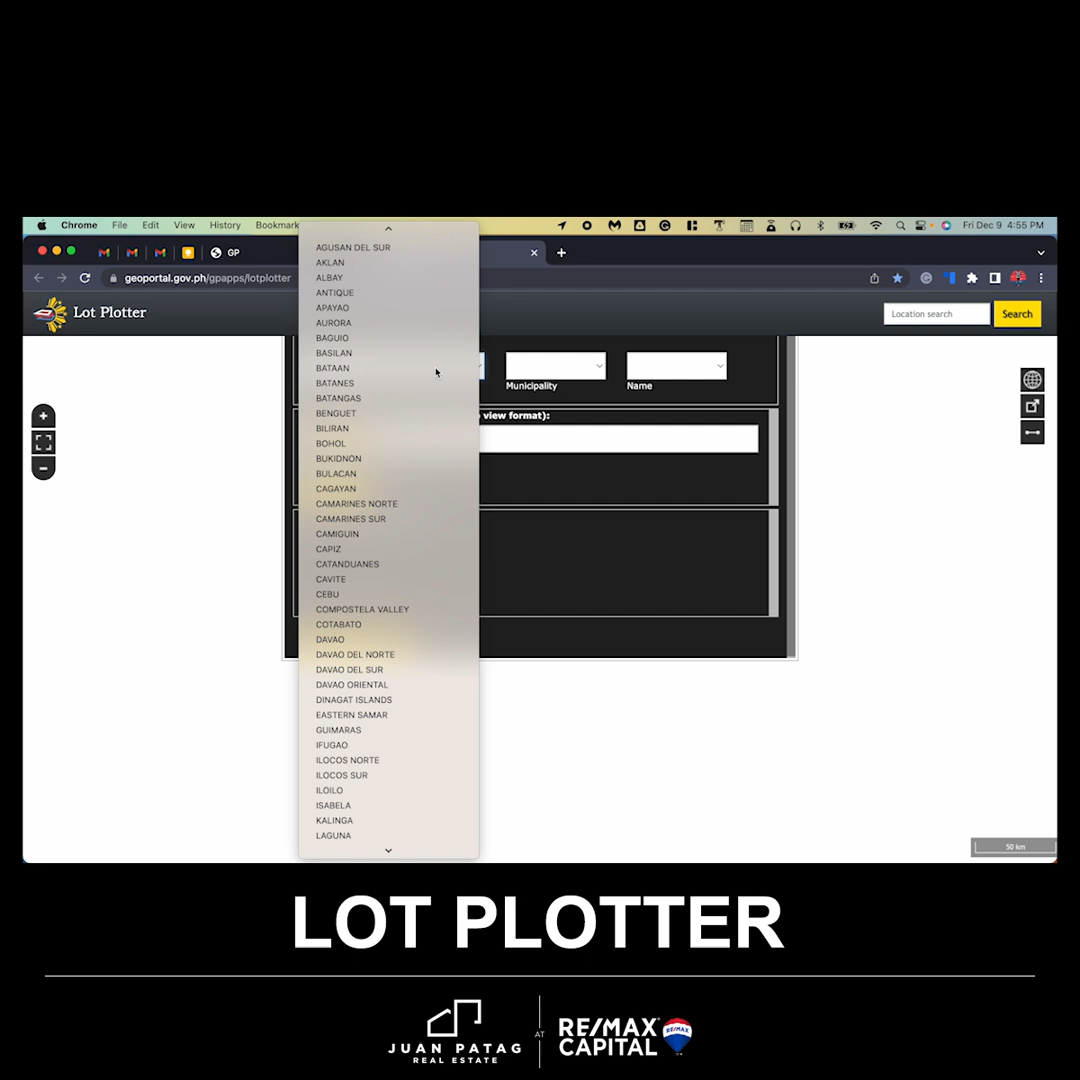 Chrome File Edit View History Bookmark
Fri Dec 9 4:55 PM
GP
geoportal.gov.ph/gpapps/lotplotter
Lot Plotter
Location search
Search
AGUSAN DEL SUR
AKLAN
ALBAY
ANTIQUE
APAYAO
AURORA
BAGUIO
BASILAN
BATAAN
BATANES
BATANGAS
BENGUET
BILIRAN
BOHOL
BUKIDNON
BULACAN
CAGAYAN
CAMARINES NORTE
CAMARINES SUR
CAMIGUIN
CAPIZ
CATANDUANES
CAVITE
CEBU
COMPOSTELA VALLEY
COTABATO
DAVAO
DAVAO DEL NORTE
DAVAO DEL SUR
DAVAO ORIENTAL
DINAGAT ISLANDS
EASTERN SAMAR
GUIMARAS
IFUGAO
ILOCOS NORTE
ILOCOS SUR
ILOILO
ISABELA
KALINGA
LAGUNA
Municipality
Name
view format):
50 km
LOT PLOTTER
JUAN PATAG
REAL ESTATE
AT
RE/MAX
CAPITAL
RE/MAX